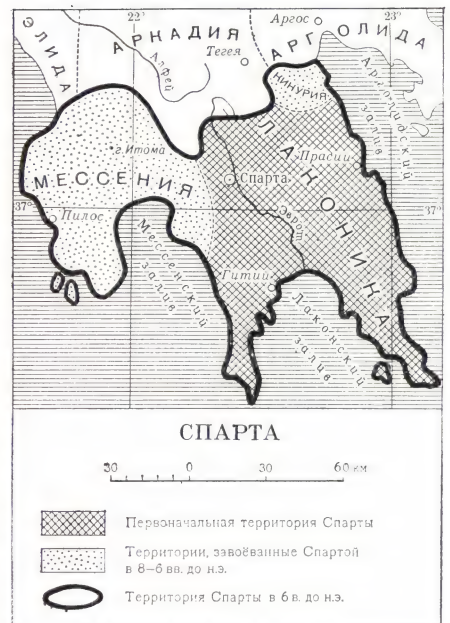 22°
23°
ЭЛИДА
АРКАДИЯ
Аргос
Тегея
АРГОЛИДА
Алфей
КИНУРИЯ
Арголидский
залив
ЛАКОНИКА
г.Итома
Прасии
МЕССЕНИЯ
Спарта
37°
37°
Пилос
Эврот
Мессенский
залив
Гитий
Лаконский
залив
СПАРТА
30 0 30 60 км
Первоначальная территория Спарты
Территории, завоёванные Спартой
в 8–6 вв. до н.э.
Территория Спарты в 6 в. до н.э.